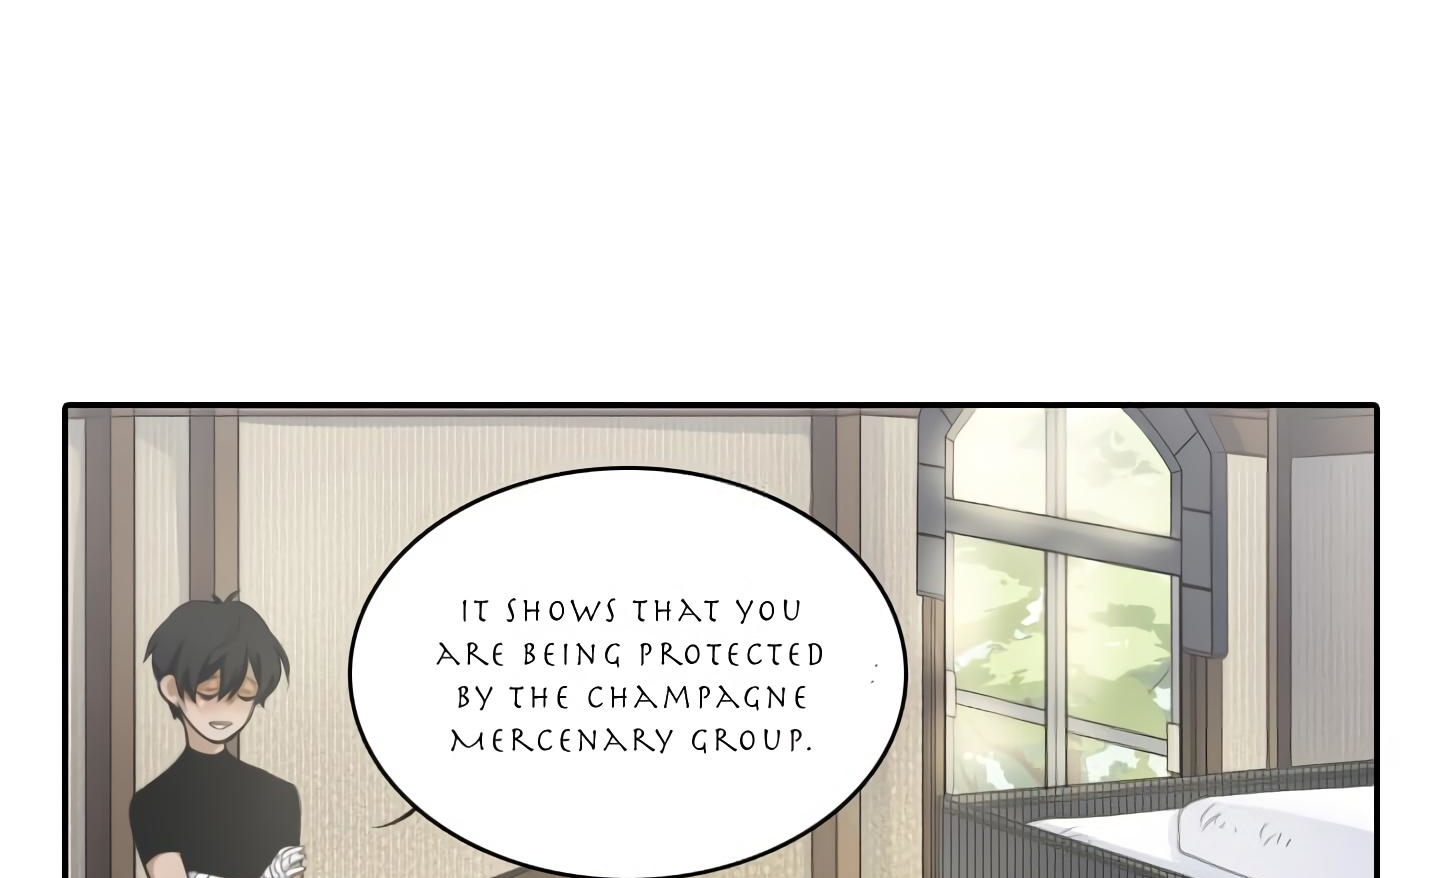 IT SHOWS THAT YOU
ARE BEING PROTECTED
BY THE CHAMPAGNE
MERCENARY GROUP.